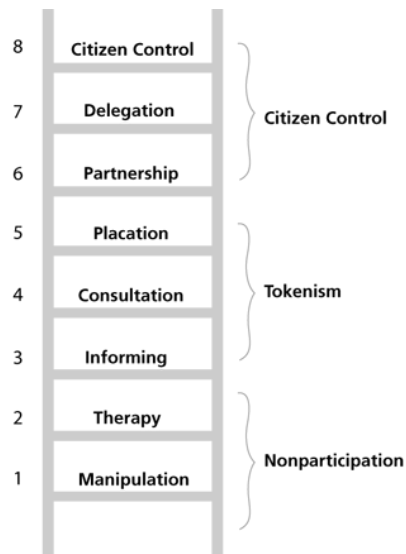 8 Citizen Control
7 Delegation
Citizen Control
6 Partnership
5 Placation
4 Consultation
Tokenism
3 Informing
2 Therapy
Nonparticipation
1 Manipulation